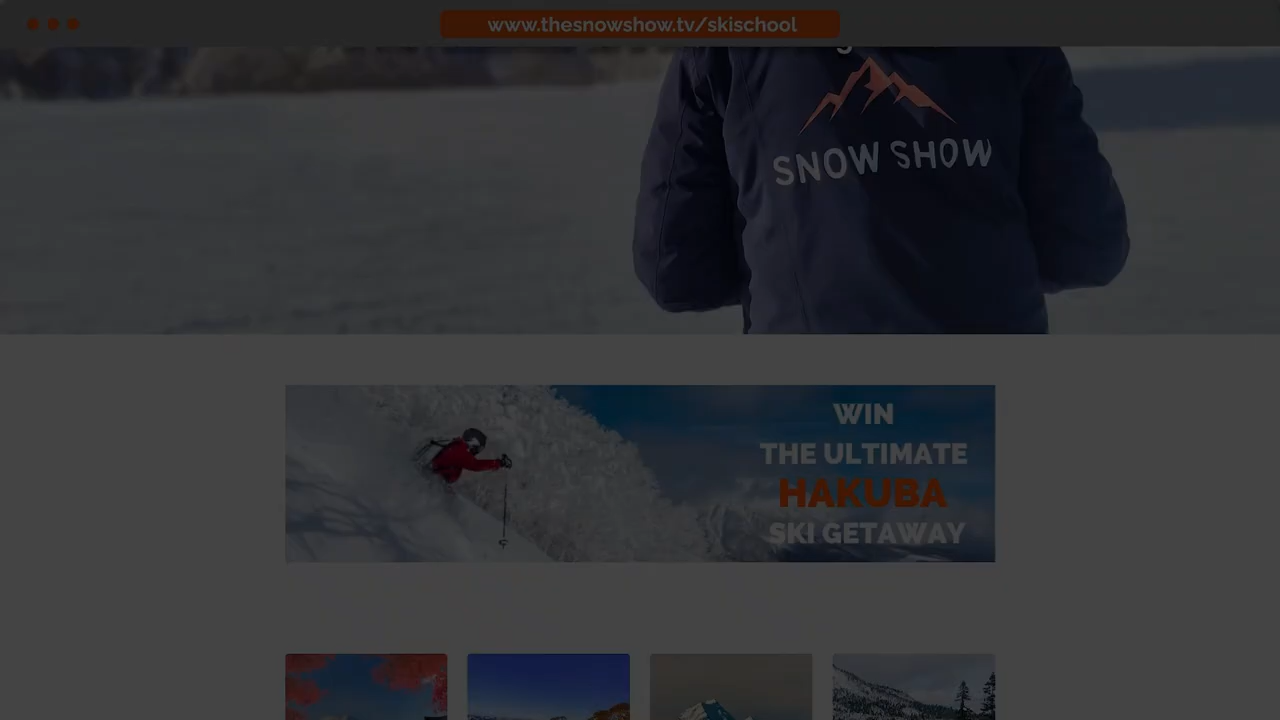 www.thesnowshow.tv/skischool
SNOW SHOW
WIN
THE ULTIMATE
HAKUBA
SKI GETAWAY